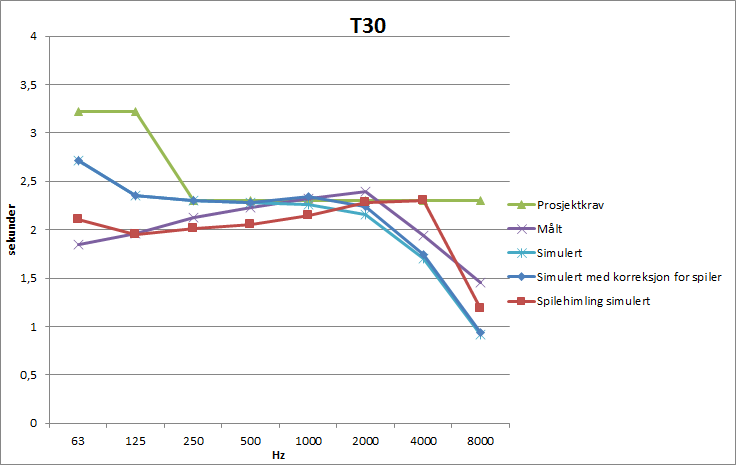 T30
4
3,5
3
2,5
2
1,5
1
0,5
0
sekunder
63 125 250 500 1000 2000 4000 8000
Hz
Prosjektkrav
Målt
Simulert
Simulert med korreksjon for spiler
Spilehimling simulert